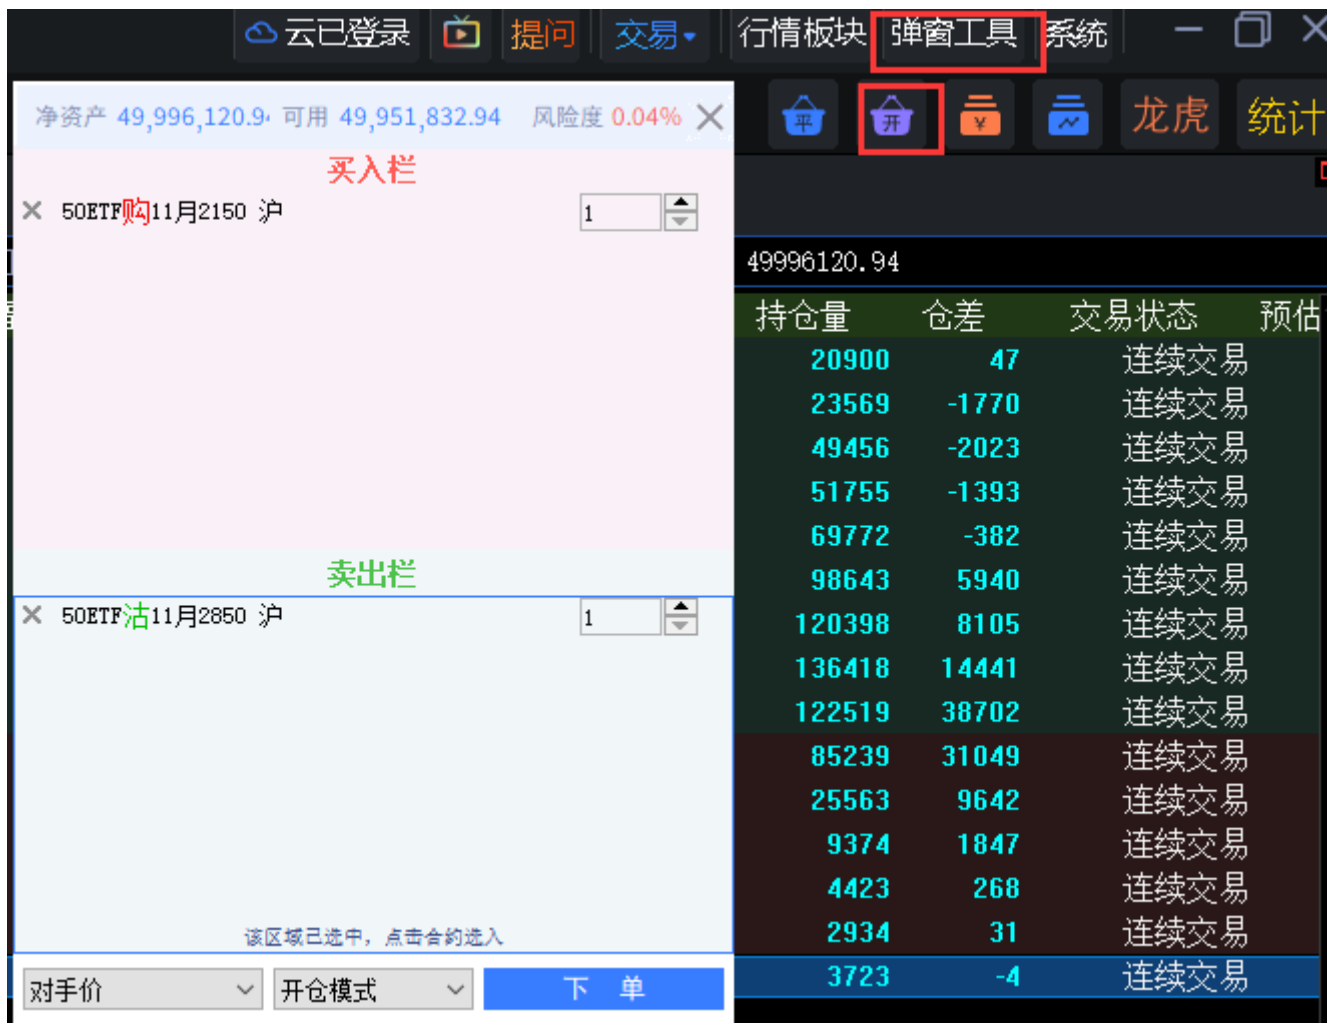 云已登录 提问 交易 行情板块 弹窗工具 系统
净资产 49,996,120.9 可用 49,951,832.94 风险度 0.04%
平 开 ¥ 龙虎 统计
买入栏
50ETF购11月2150 沪 1
49996120.94
持仓量 仓差 交易状态 预估
20900 47 连续交易
23569 -1770 连续交易
49456 -2023 连续交易
51755 -1393 连续交易
69772 -382 连续交易
卖出栏
98643 5940 连续交易
50ETF沽11月2850 沪 1
120398 8105 连续交易
136418 14441 连续交易
122519 38702 连续交易
85239 31049 连续交易
25563 9642 连续交易
9374 1847 连续交易
4423 268 连续交易
该区域已选中，点击合约选入
2934 31 连续交易
对手价 开仓模式 下 单
3723 -4 连续交易